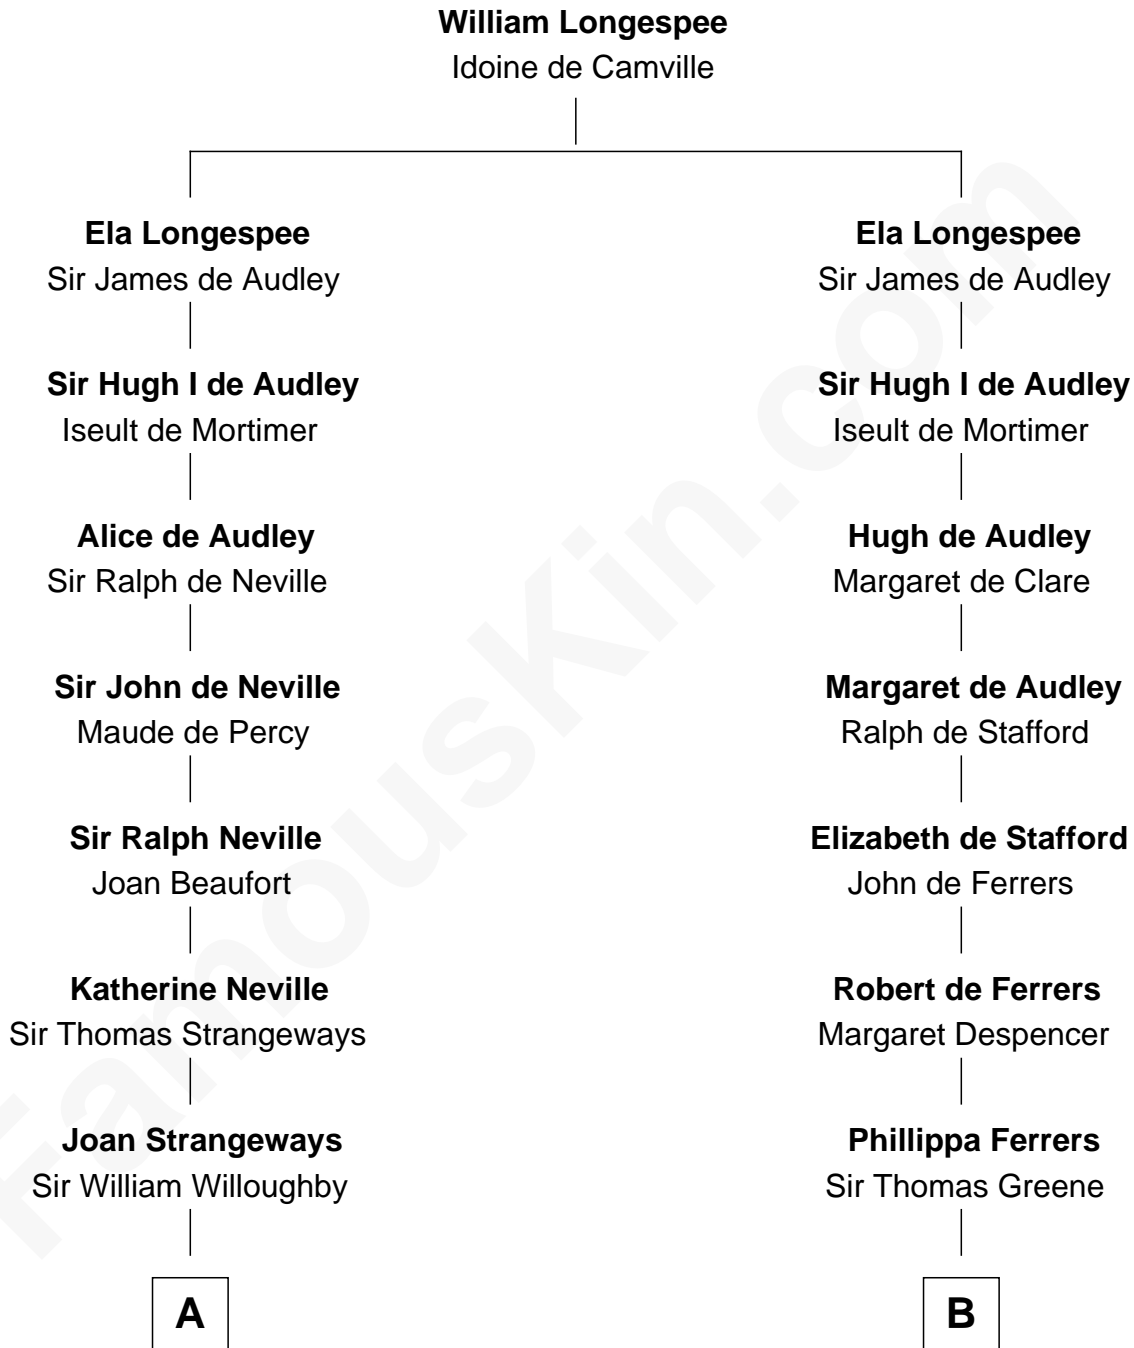 William Longespee
Idoine de Camville
Ela Longespee
Sir James de Audley
Sir Hugh I de Audley
Iseult de Mortimer
Alice de Audley
Sir Ralph de Neville
Sir John de Neville
Maude de Percy
Sir Ralph Neville
Joan Beaufort
Katherine Neville
Sir Thomas Strangeways
Joan Strangeways
Sir William Willoughby
A
Ela Longespee
Sir James de Audley
Sir Hugh I de Audley
Iseult de Mortimer
Hugh de Audley
Margaret de Clare
Margaret de Audley
Ralph de Stafford
Elizabeth de Stafford
John de Ferrers
Robert de Ferrers
Margaret Despencer
Phillippa Ferrers
Sir Thomas Greene
B
FamousKin.com